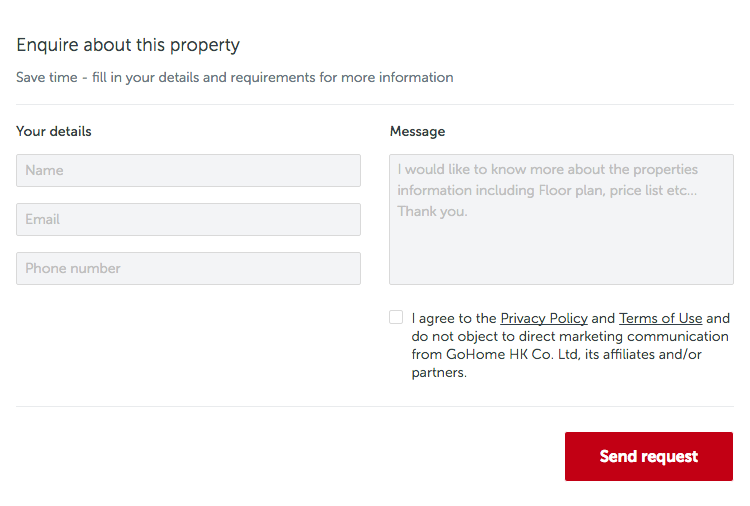 Enquire about this property
Save time - fill in your details and requirements for more information
Your details
Name
Email
Phone number
Message
I would like to know more about the properties
information including Floor plan, price list etc...
Thank you.
I agree to the Privacy Policy and Terms of Use and
do not object to direct marketing communication
from GoHome HK Co. Ltd, its affiliates and/or
partners.
Send request